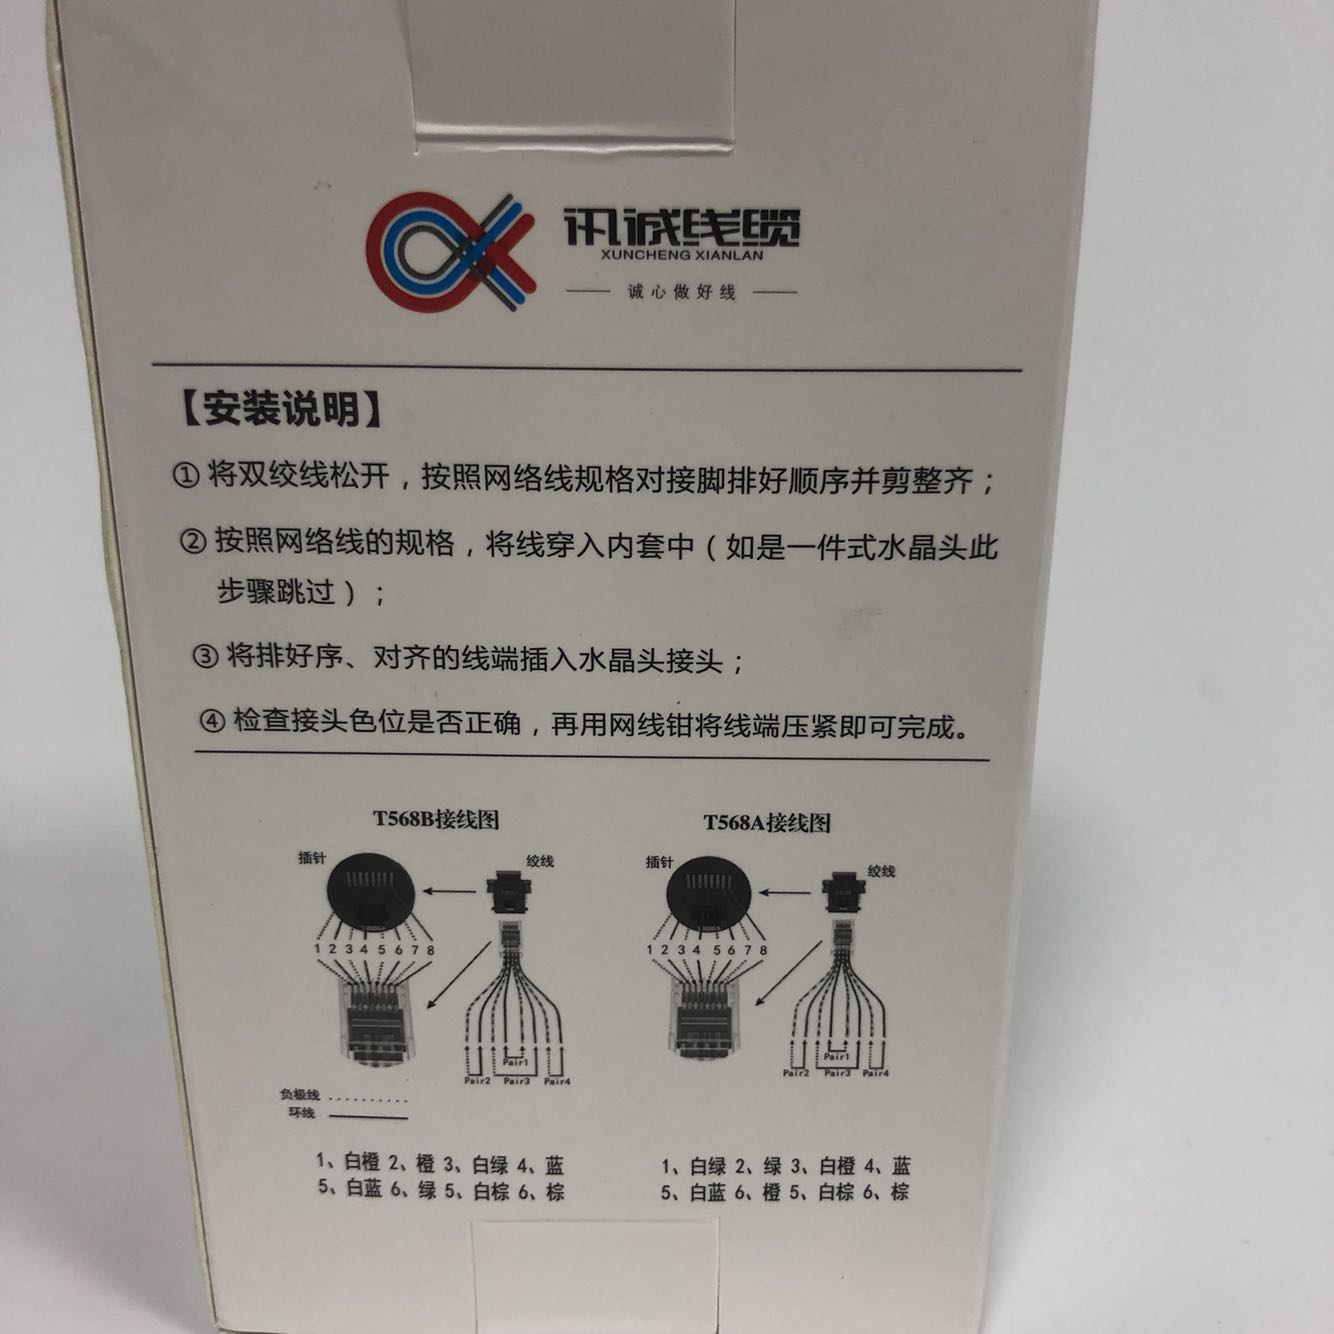 讯诚线缆
XUNCHENG XIANLAN
诚心做好线
【安装说明】
① 将双绞线松开，按照网络线规格对接脚排好顺序并剪整齐；
② 按照网络线的规格，将线穿入内套中（如是一件式水晶头此
步骤跳过）；
③ 将排好序、对齐的线端插入水晶头接头；
④ 检查接头色位是否正确，再用网线钳将线端压紧即可完成。
T568B接线图
插针
绞线
1 2 3 4 5 6 7 8
Pair1
Pair2 Pair3 Pair4
负极线
环线
1、白橙 2、橙 3、白绿 4、蓝
5、白蓝 6、绿 5、白棕 6、棕
T568A接线图
插针
绞线
1 2 3 4 5 6 7 8
Pair1
Pair2 Pair3 Pair4
1、白绿 2、绿 3、白橙 4、蓝
5、白蓝 6、橙 5、白棕 6、棕